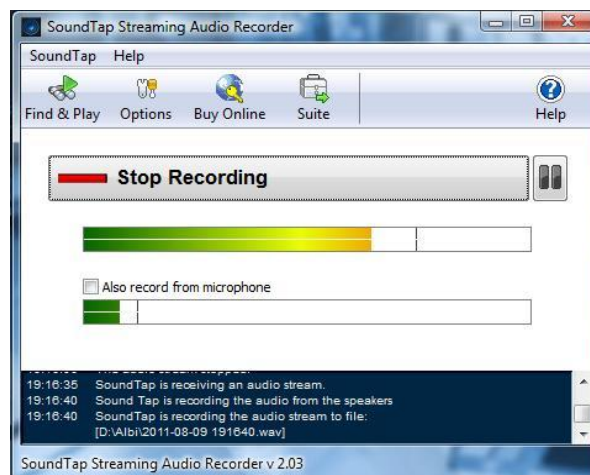 SoundTap Streaming Audio Recorder
SoundTap Help
Find & Play Options Buy Online Suite Help
Stop Recording
Also record from microphone
19:16:35 SoundTap is receiving an audio stream.
19:16:40 Sound Tap is recording the audio from the speakers
19:16:40 SoundTap is recording the audio stream to file:
[D:\Albi\2011-08-09 191640.wav]
SoundTap Streaming Audio Recorder v 2.03